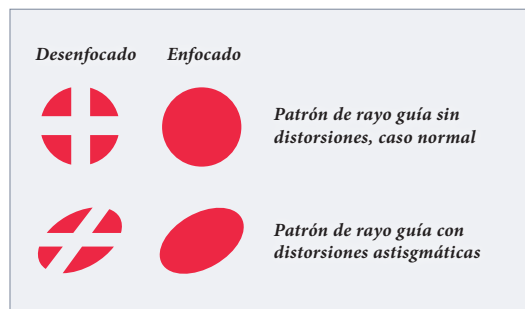 Desenfocado Enfocado
Patrón de rayo guía sin
distorsiones, caso normal
Patrón de rayo guía con
distorsiones astisgmáticas